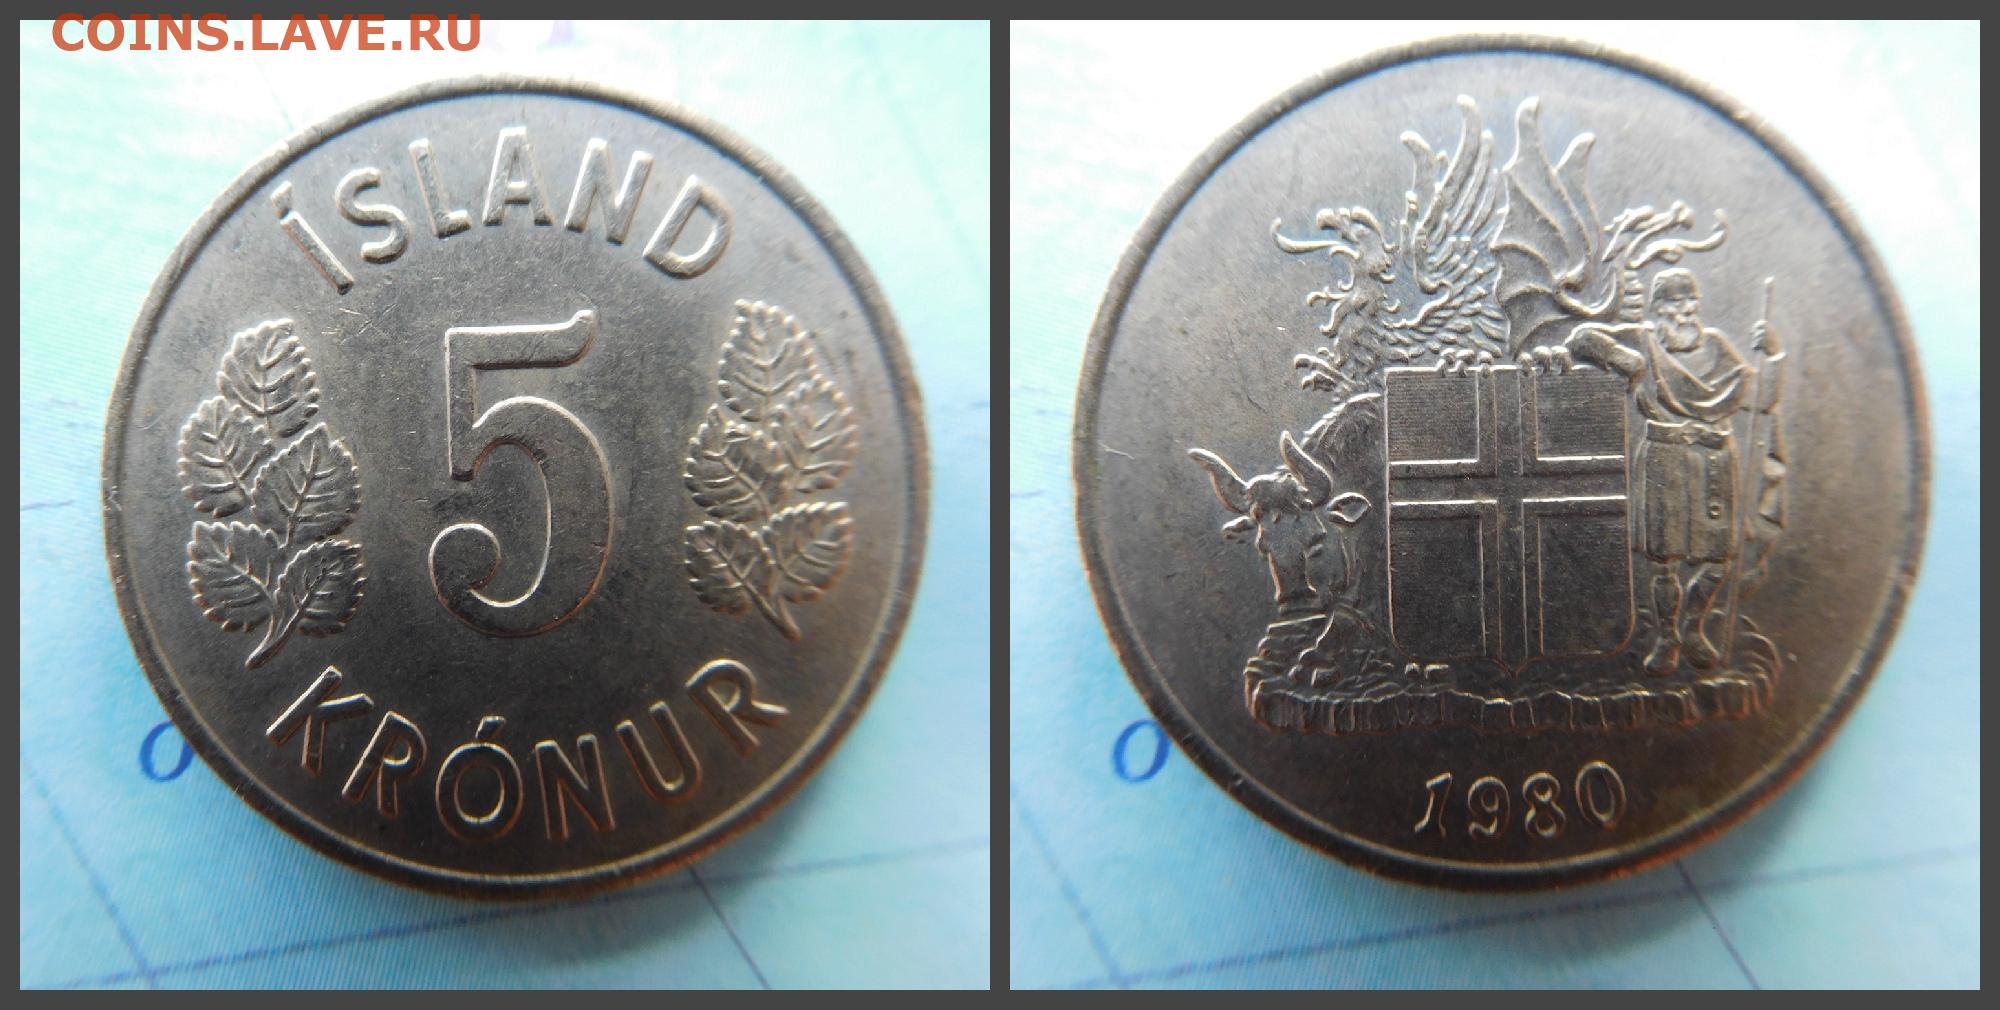 COINS.LAVE.RU
ÍSLAND
5
KRÓNUR
1980
o
o